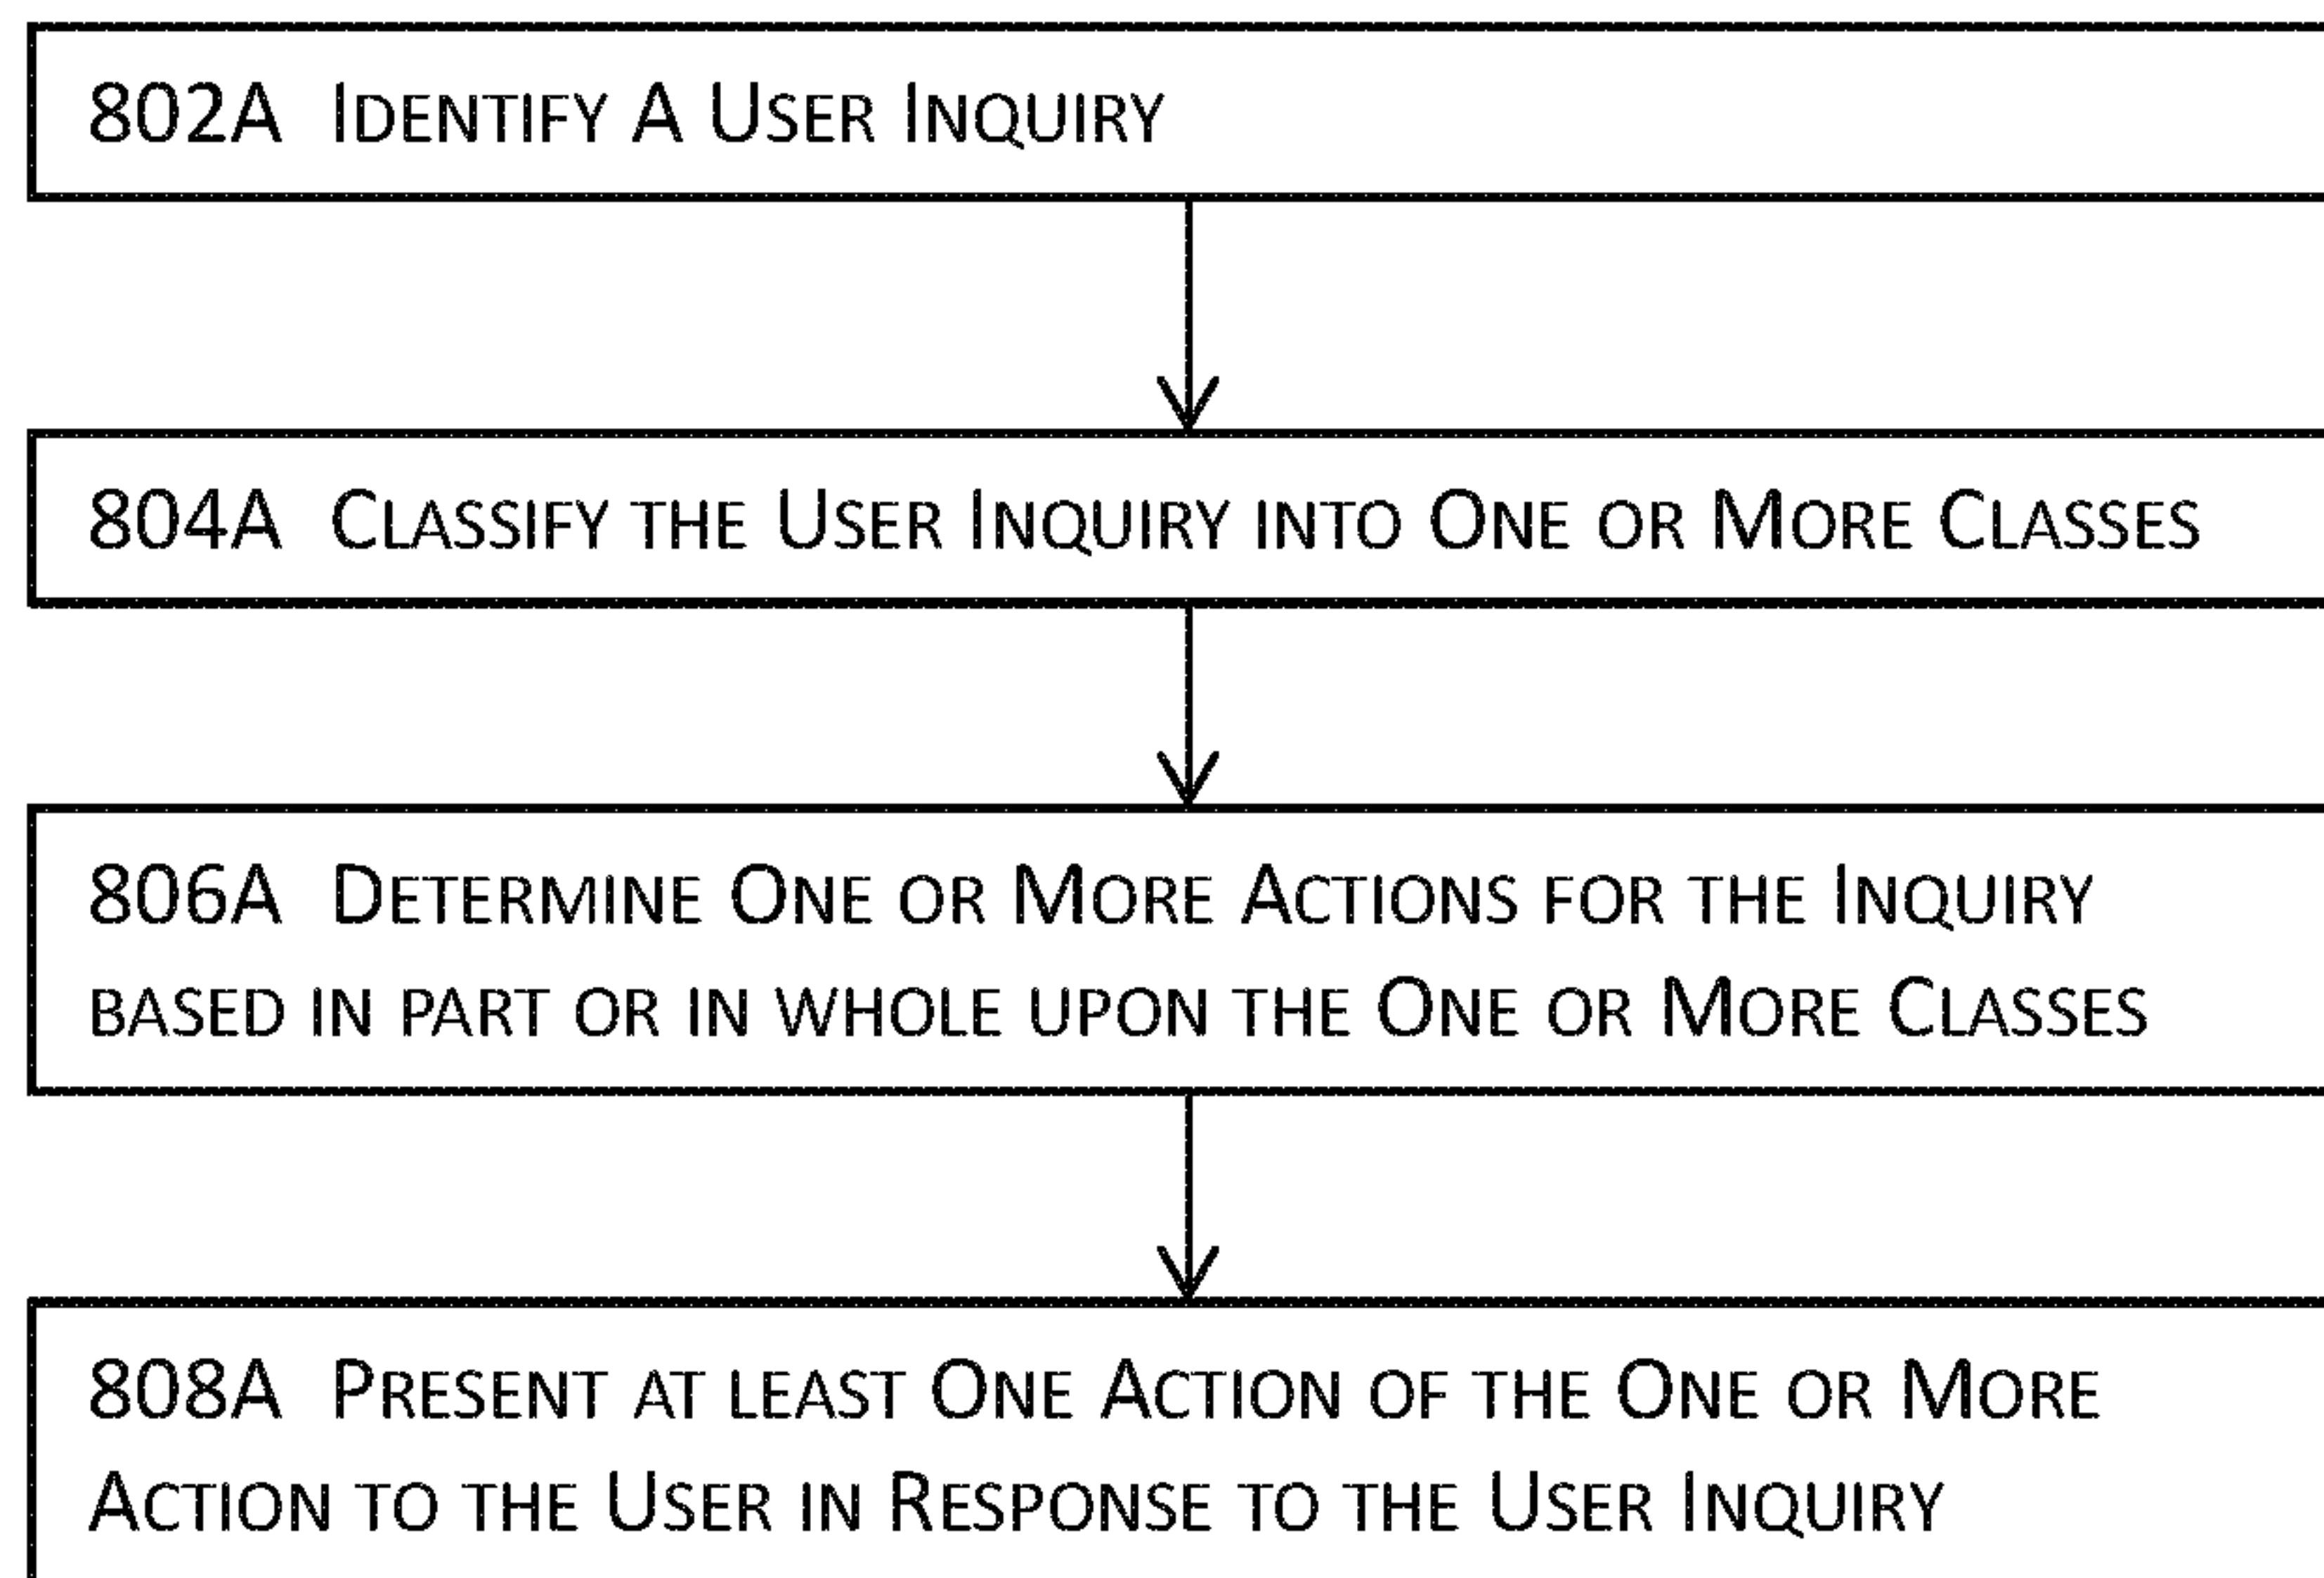 802A Identify A User Inquiry
804A Classify the User Inquiry into One or More Classes
806A Determine One or More Actions for the Inquiry
based in part or in whole upon the One or More Classes
808A Present at least One Action of the One or More
Action to the User in Response to the User Inquiry